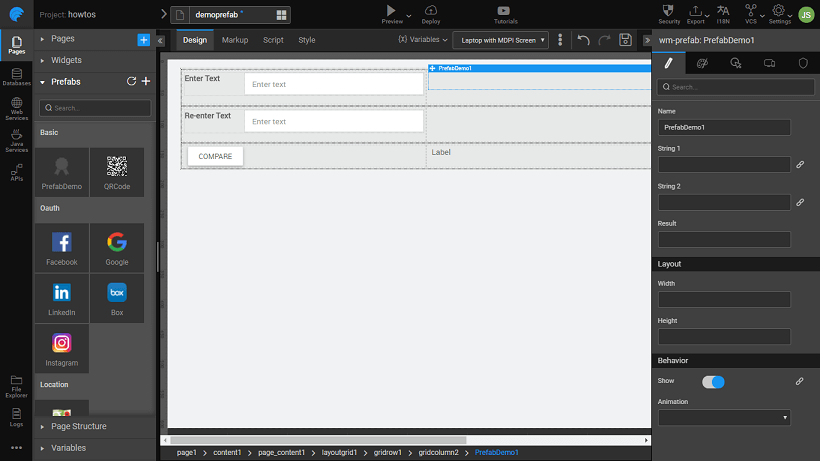 Project: howtos
demoprefab *
Preview
Deploy
Tutorials
Security
Export
I18N
VCS
Settings
JS
Pages
Databases
Web
Services
Java
Services
APIs
File
Explorer
Logs
Pages
Widgets
Prefabs
Search...
Basic
PrefabDemo
QRCode
Oauth
Facebook
Google
LinkedIn
box
Box
Instagram
Location
Page Structure
Variables
Design
Markup
Script
Style
{X} Variables
Laptop with MDPI Screen
Enter Text
Enter text
PrefabDemo1
Re-enter Text
Enter text
COMPARE
Label
page1
content1
page_content1
layoutgrid1
gridrow1
gridcolumn2
PrefabDemo1
wm-prefab: PrefabDemo1
Search...
Name
PrefabDemo1
String 1
String 2
Result
Layout
Width
Height
Behavior
Show
Animation